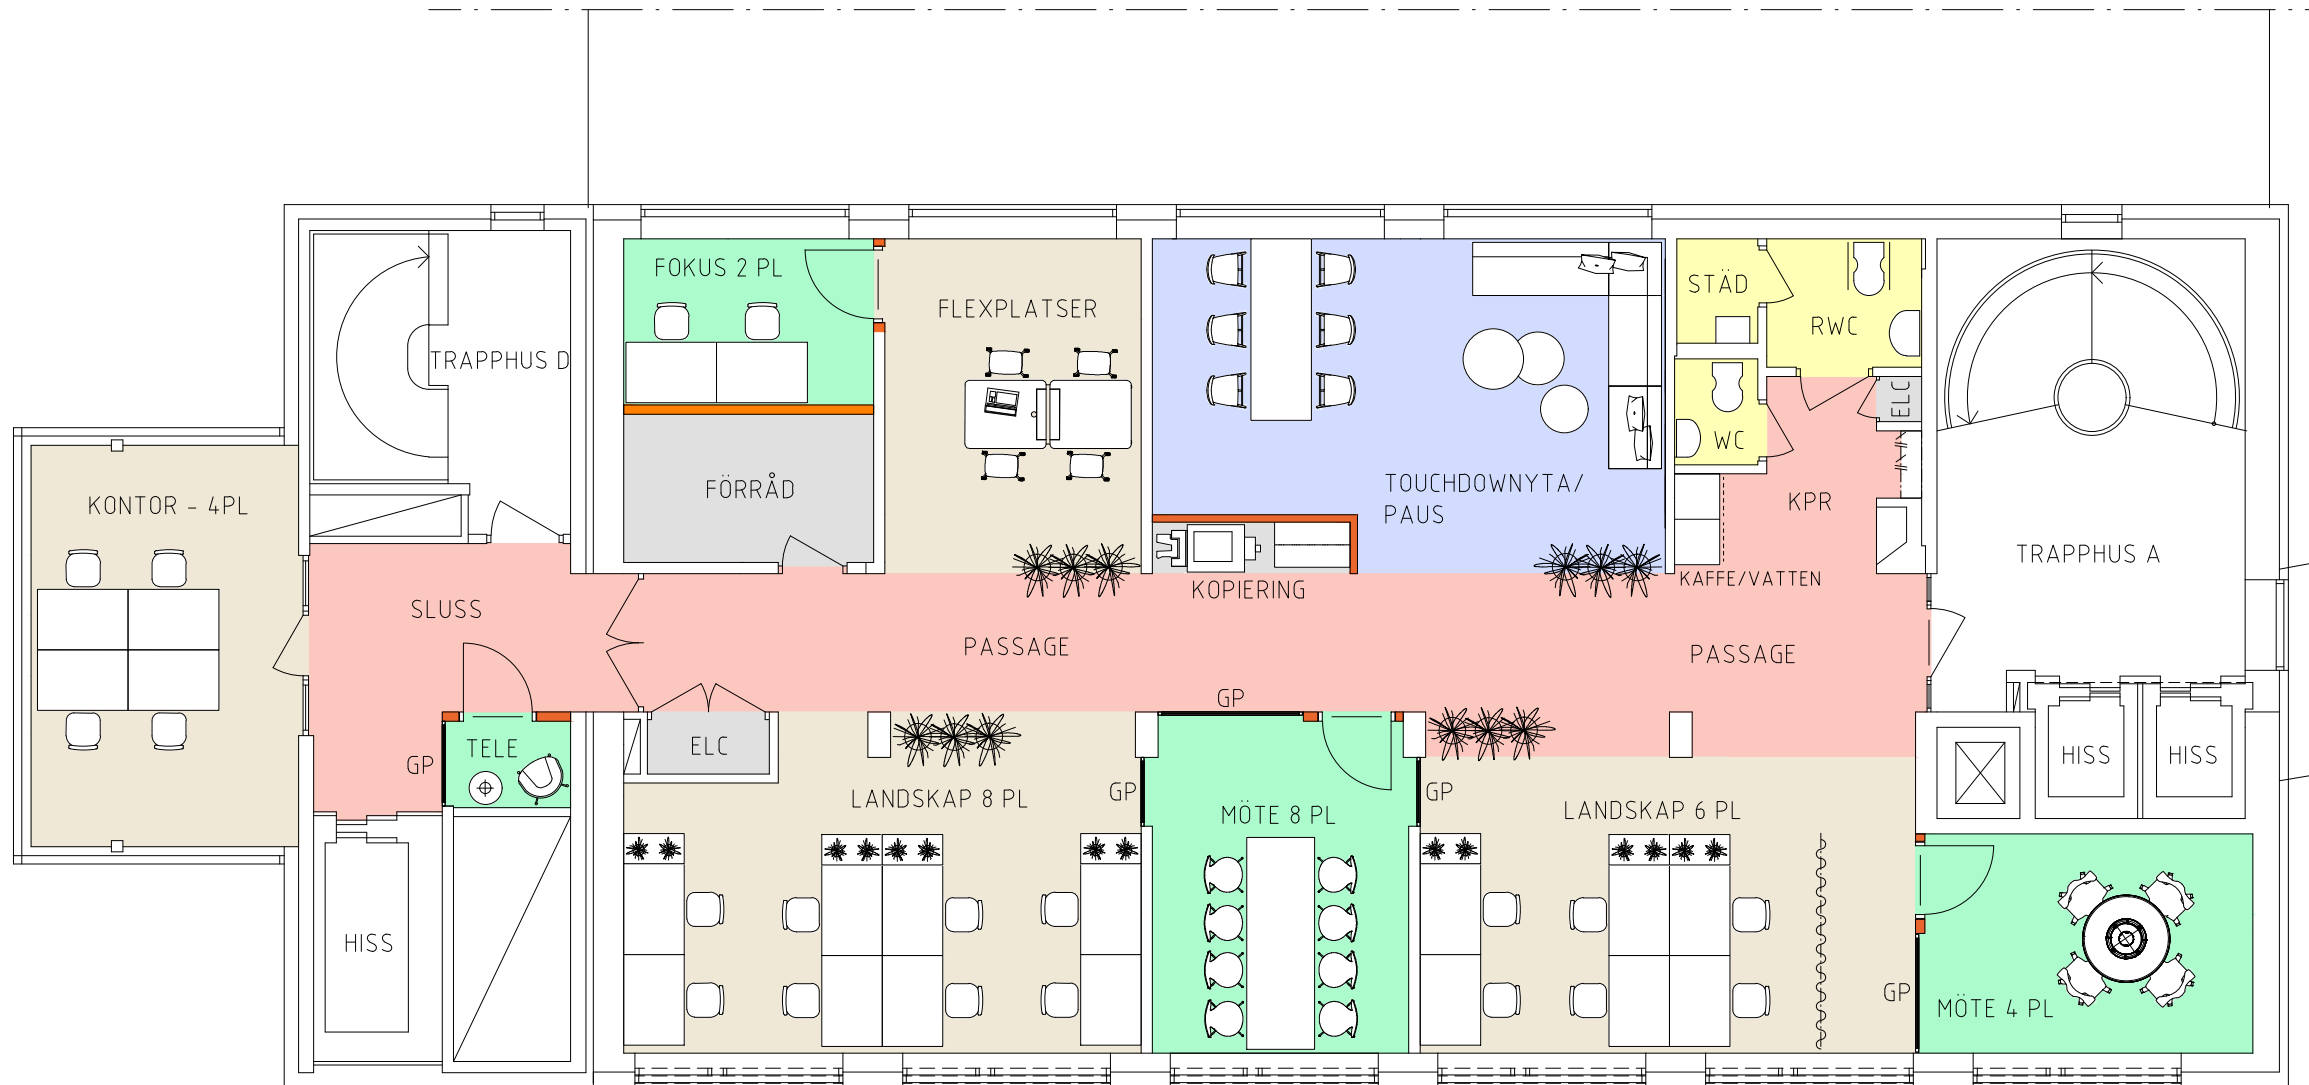 FOKUS 2 PL
FLEXPLATSER
STÄD
RWC
TRAPPHUS D
ELC
WC
KONTOR - 4PL
FÖRRÅD
TOUCHDOWNYTA/
PAUS
KPR
TRAPPHUS A
KAFFE/VATTEN
KOPIERING
SLUSS
PASSAGE
PASSAGE
GP
TELE
ELC
GP
HISS
HISS
GP
GP
LANDSKAP 8 PL
MÖTE 8 PL
LANDSKAP 6 PL
HISS
GP
MÖTE 4 PL